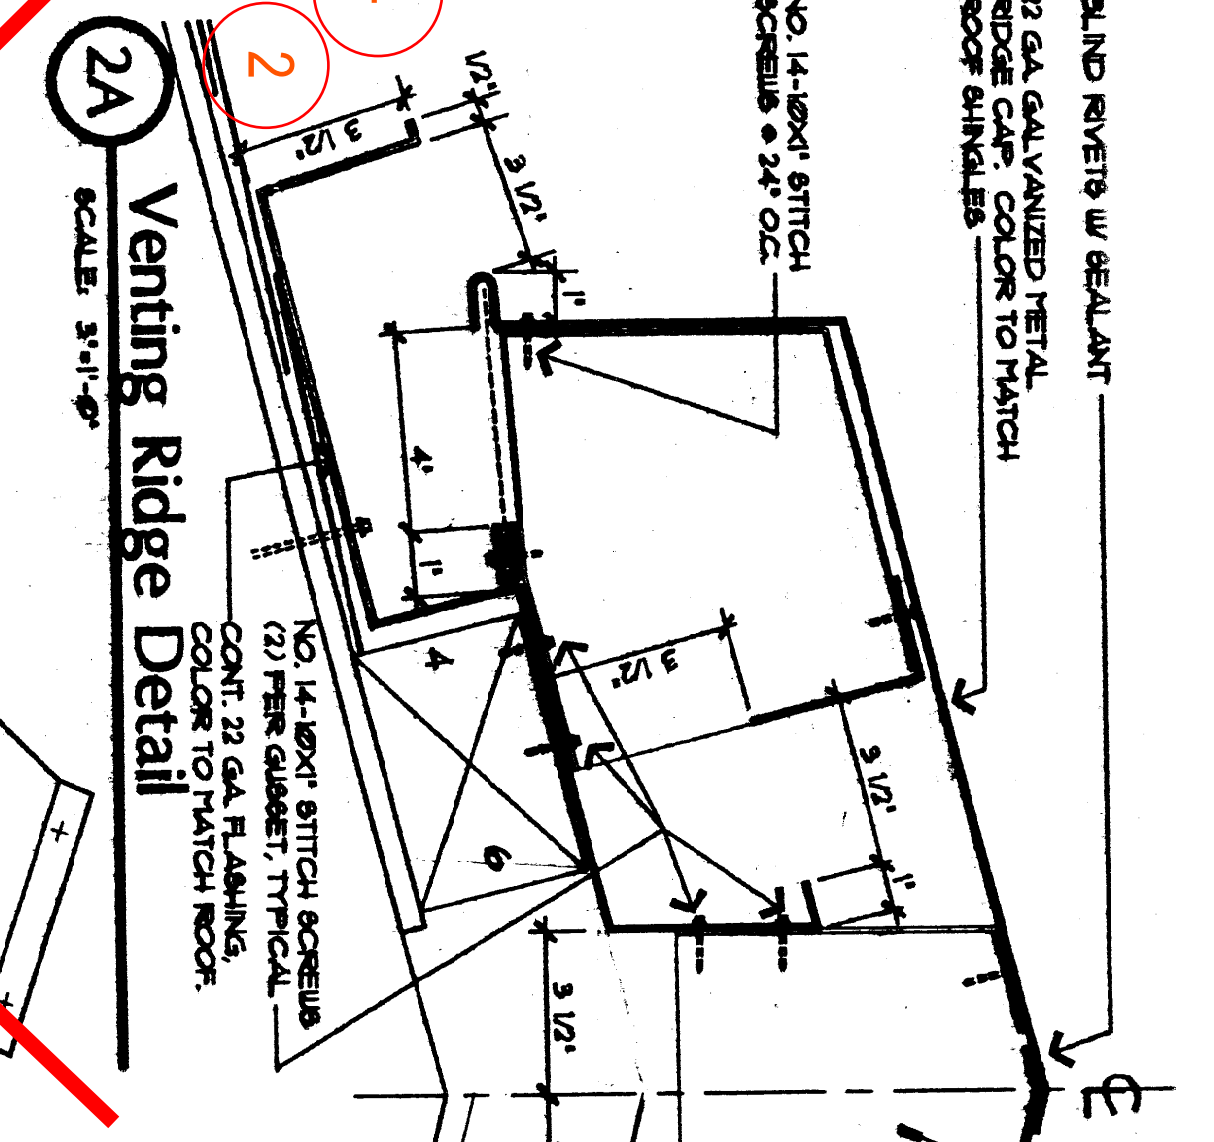 BLIND RIVETS W/ SEALANT
22 GA GALVANIZED METAL
RIDGE CAP. COLOR TO MATCH
ROOF SHINGLES
NO. 14-10X1" STITCH
SCREWS @ 24" O.C.
1/2"
3 1/2"
3 1/2"
1"
4"
1"
3 1/2"
3 1/2"
1"
4
6
3 1/2"
NO. 14-10X1" STITCH SCREWS
(2) PER GUSSET, TYPICAL
CONT. 22 GA. FLASHING,
COLOR TO MATCH ROOF.
2
2A
Venting Ridge Detail
SCALE: 3"=1'-0"